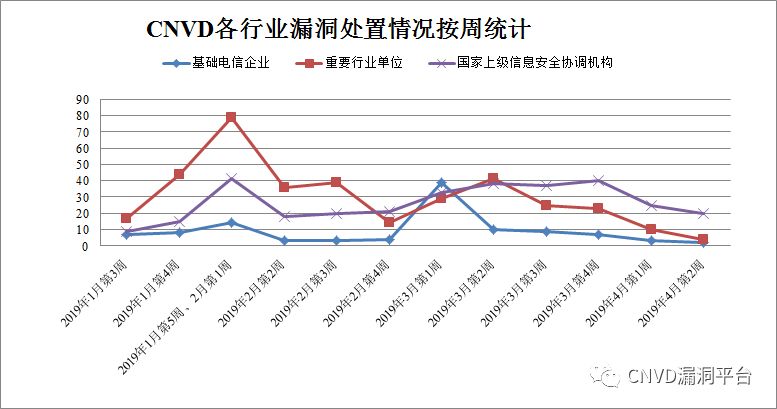 CNVD各行业漏洞处置情况按周统计
基础电信企业 重要行业单位 国家上级信息安全协调机构
90
80
70
60
50
40
30
20
10
0
2019年1月第3周
2019年1月第4周
2019年1月第5周、2月第1周
2019年2月第2周
2019年2月第3周
2019年2月第4周
2019年3月第1周
2019年3月第2周
2019年3月第3周
2019年3月第4周
2019年4月第1周
2019年4月第2周
CNVD漏洞平台